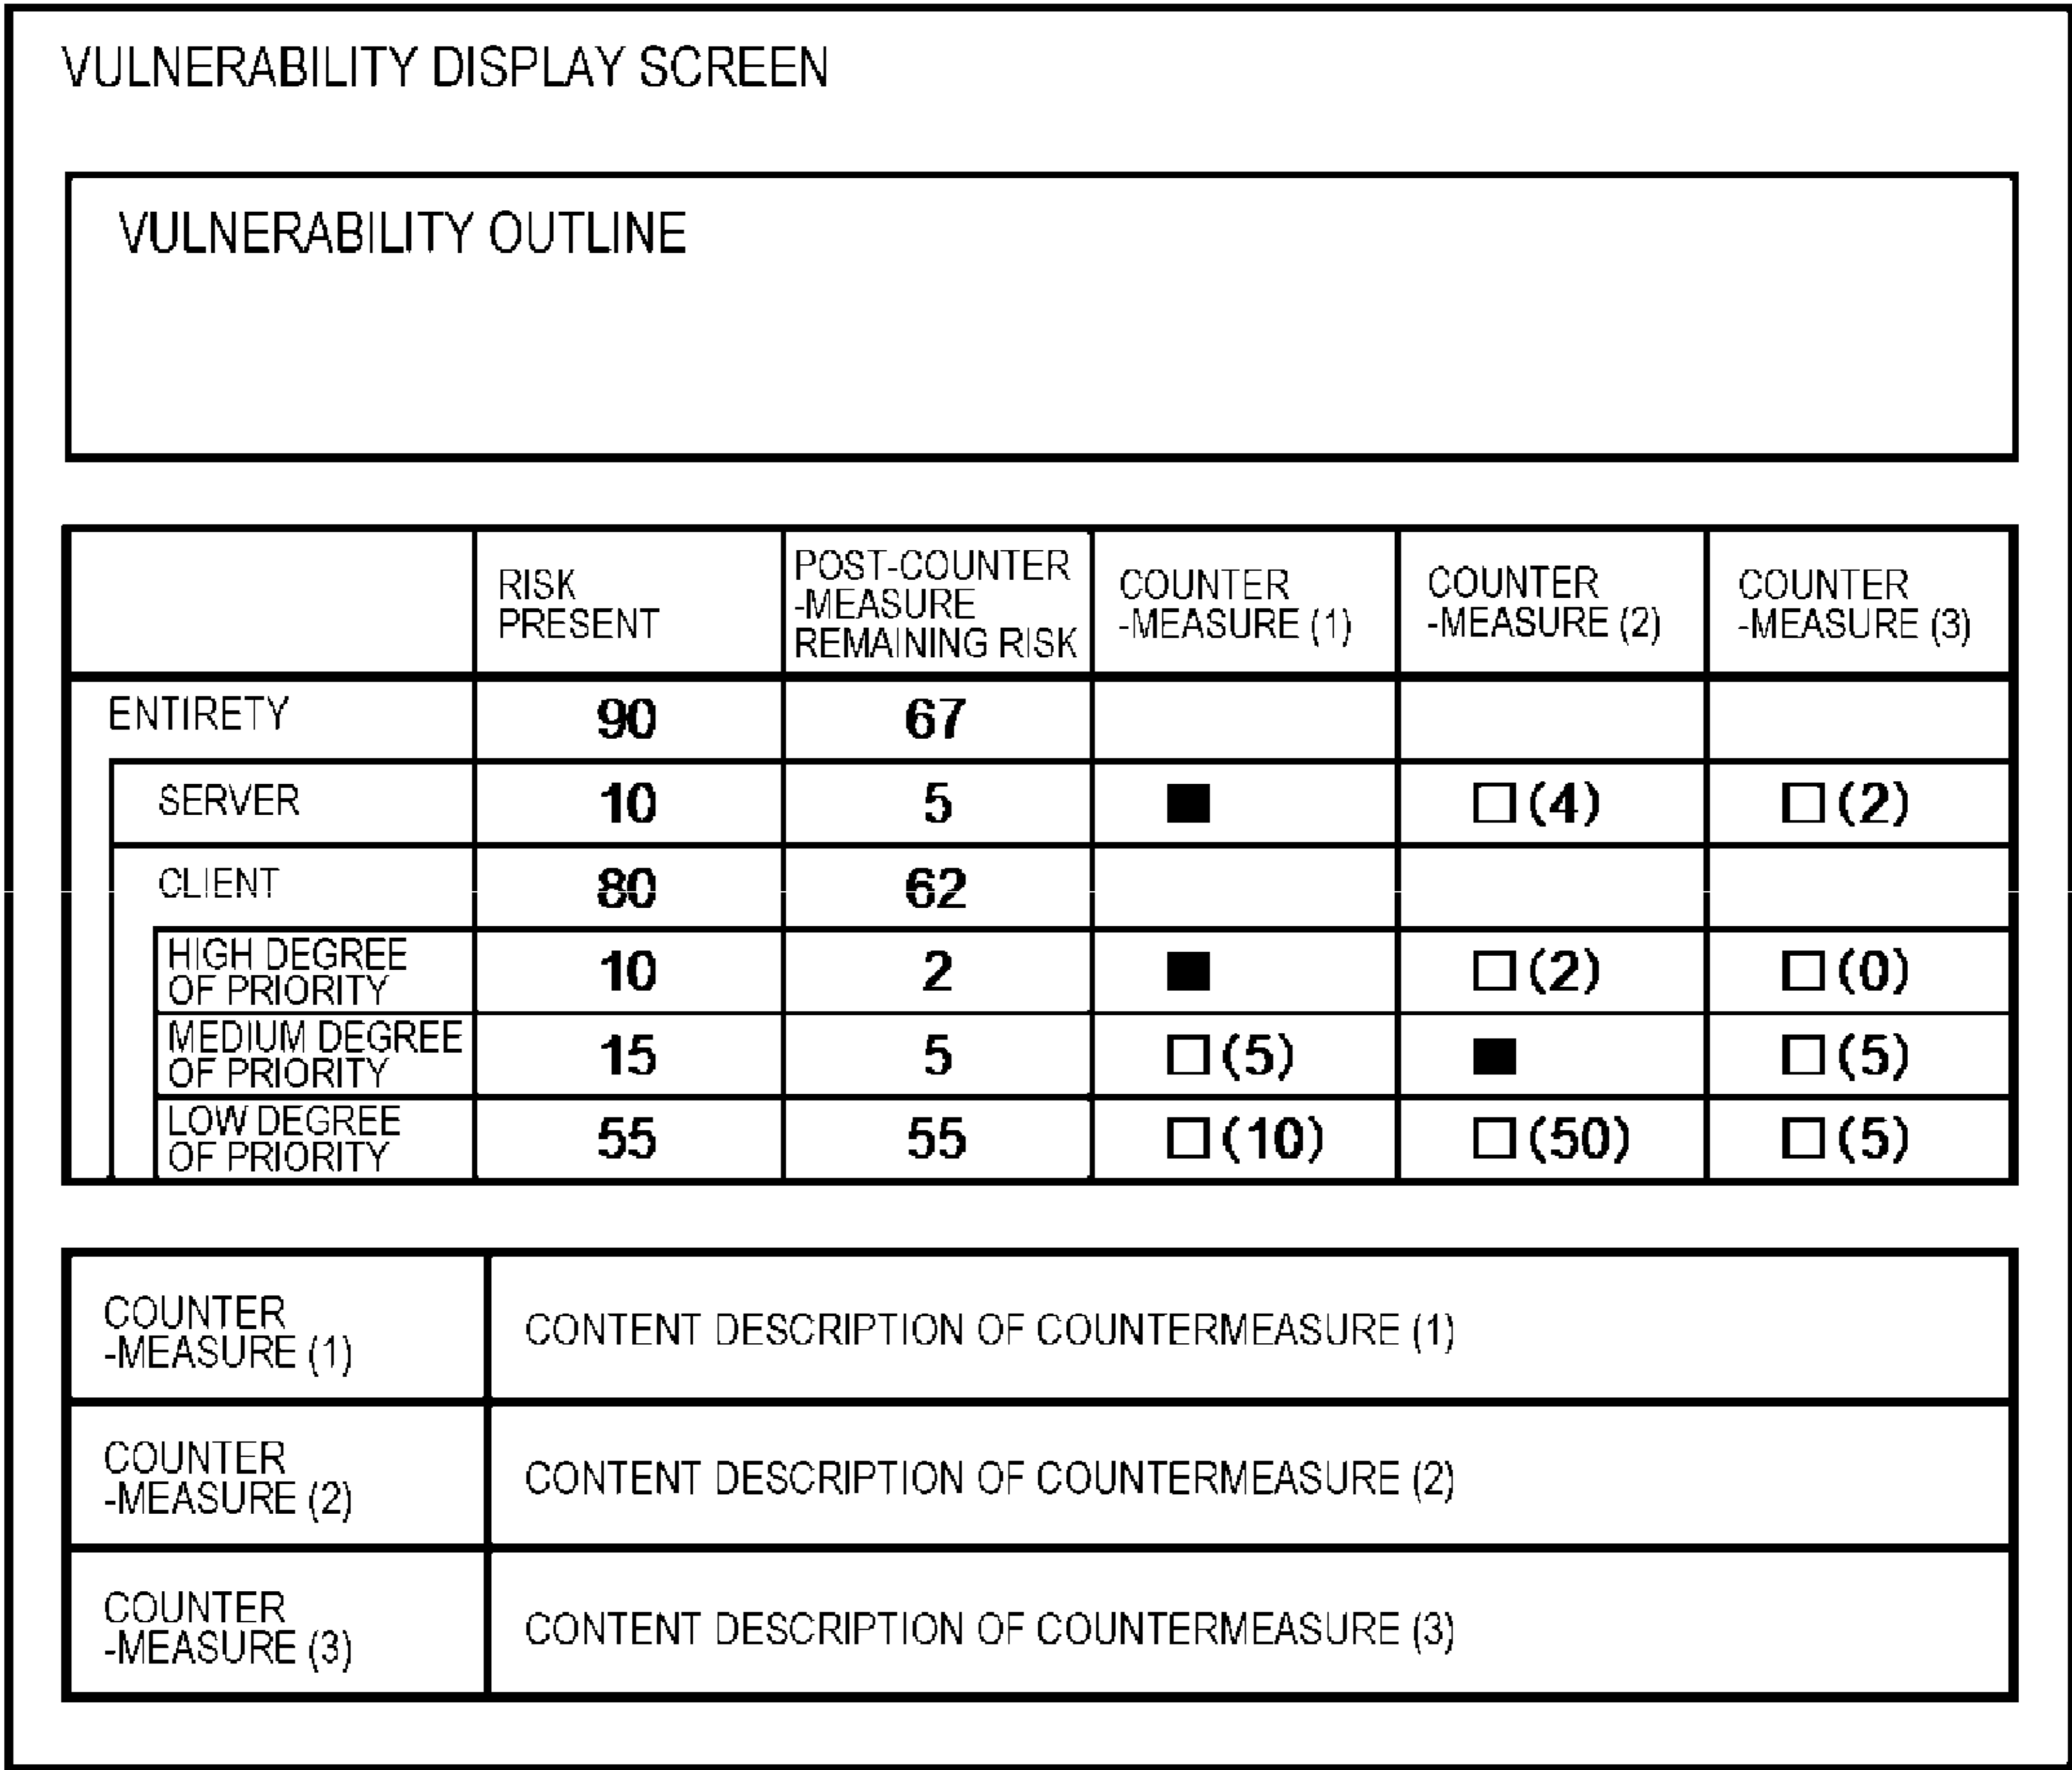 VULNERABILITY DISPLAY SCREEN
VULNERABILITY OUTLINE
RISK
PRESENT
POST-COUNTER
-MEASURE
REMAINING RISK
COUNTER
-MEASURE (1)
COUNTER
-MEASURE (2)
COUNTER
-MEASURE (3)
ENTIRETY 90 67
SERVER 10 5 ■ □(4) □(2)
CLIENT 80 62
HIGH DEGREE
OF PRIORITY 10 2 ■ □(2) □(0)
MEDIUM DEGREE
OF PRIORITY 15 5 □(5) ■ □(5)
LOW DEGREE
OF PRIORITY 55 55 □(10) □(50) □(5)
COUNTER
-MEASURE (1)
CONTENT DESCRIPTION OF COUNTERMEASURE (1)
COUNTER
-MEASURE (2)
CONTENT DESCRIPTION OF COUNTERMEASURE (2)
COUNTER
-MEASURE (3)
CONTENT DESCRIPTION OF COUNTERMEASURE (3)